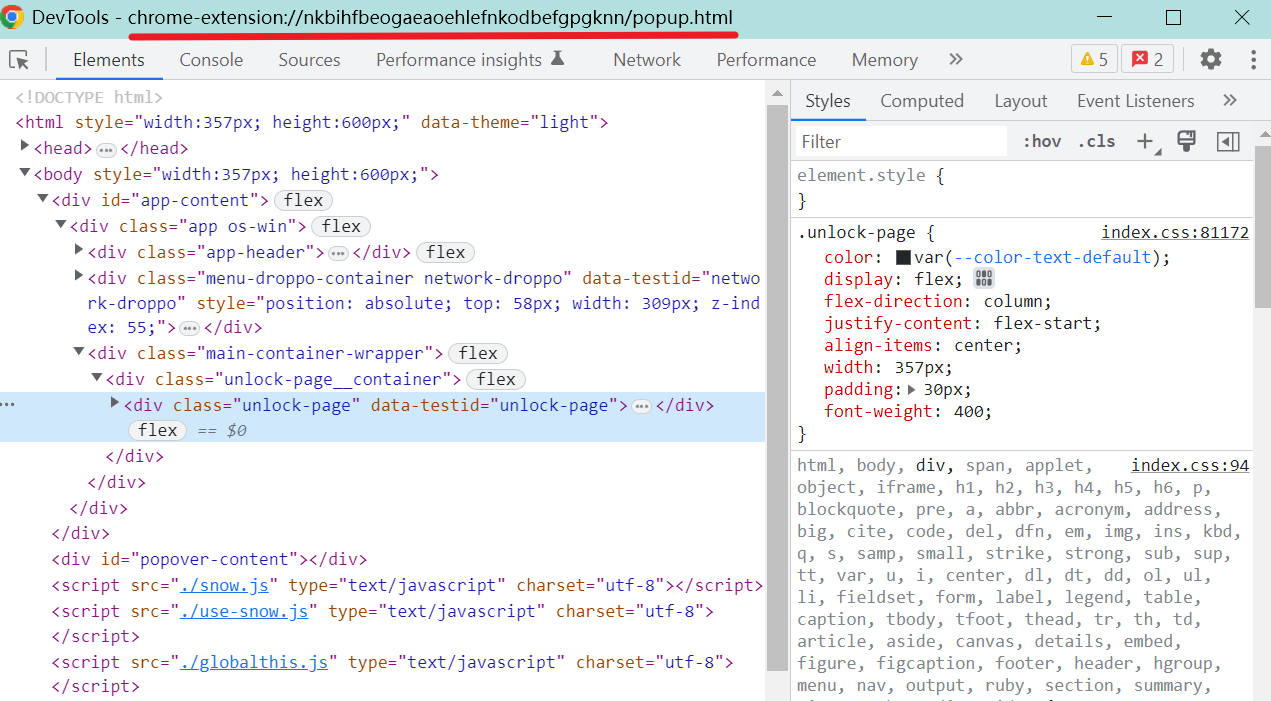 DevTools - chrome-extension://nkbihfbeogaeaoehlefnkodbefgpgknn/popup.html
Elements Console Sources Performance insights Network Performance Memory » 5 2
<!DOCTYPE html>
<html style="width:357px; height:600px;" data-theme="light">
<head>…</head>
<body style="width:357px; height:600px;">
<div id="app-content"> flex
<div class="app os-win"> flex
<div class="app-header">…</div> flex
<div class="menu-droppo-container network-droppo" data-testid="netwo
rk-droppo" style="position: absolute; top: 58px; width: 309px; z-ind
ex: 55;">…</div>
<div class="main-container-wrapper"> flex
<div class="unlock-page__container"> flex
… <div class="unlock-page" data-testid="unlock-page">…</div>
flex == $0
</div>
</div>
</div>
</div>
<div id="popover-content"></div>
<script src="./snow.js" type="text/javascript" charset="utf-8"></script>
<script src="./use-snow.js" type="text/javascript" charset="utf-8">
</script>
<script src="./globalthis.js" type="text/javascript" charset="utf-8">
</script>
Styles Computed Layout Event Listeners »
Filter :hov .cls +
element.style {
}
.unlock-page { index.css:81172
color: var(--color-text-default);
display: flex;
flex-direction: column;
justify-content: flex-start;
align-items: center;
width: 357px;
padding: 30px;
font-weight: 400;
}
html, body, div, span, applet, index.css:94
object, iframe, h1, h2, h3, h4, h5, h6, p,
blockquote, pre, a, abbr, acronym, address,
big, cite, code, del, dfn, em, img, ins, kbd,
q, s, samp, small, strike, strong, sub, sup,
tt, var, u, i, center, dl, dt, dd, ol, ul,
li, fieldset, form, label, legend, table,
caption, tbody, tfoot, thead, tr, th, td,
article, aside, canvas, details, embed,
figure, figcaption, footer, header, hgroup,
menu, nav, output, ruby, section, summary,